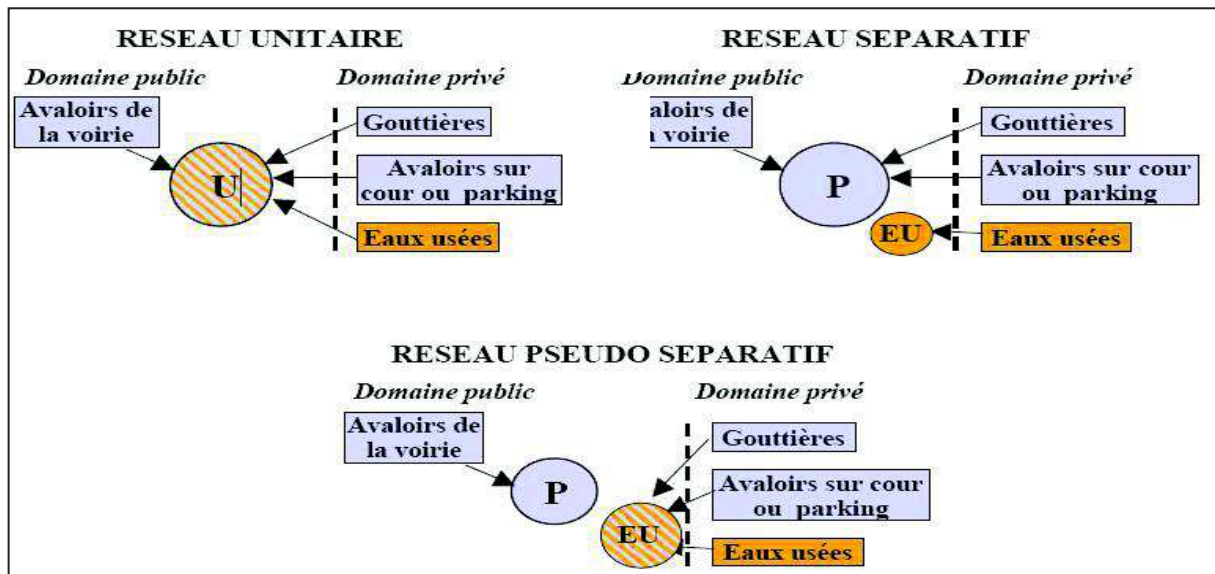 RESEAU UNITAIRE
Domaine public
Domaine privé
Avaloirs de
la voirie
Gouttières
Avaloirs sur
cour ou parking
Eaux usées
U
RESEAU SEPARATIF
Domaine public
Domaine privé
aloirs de
voirie
Gouttières
Avaloirs sur cour
ou parking
Eaux usées
P
EU
RESEAU PSEUDO SEPARATIF
Domaine public
Domaine privé
Avaloirs de
la voirie
Gouttières
Avaloirs sur cour
ou parking
Eaux usées
P
EU